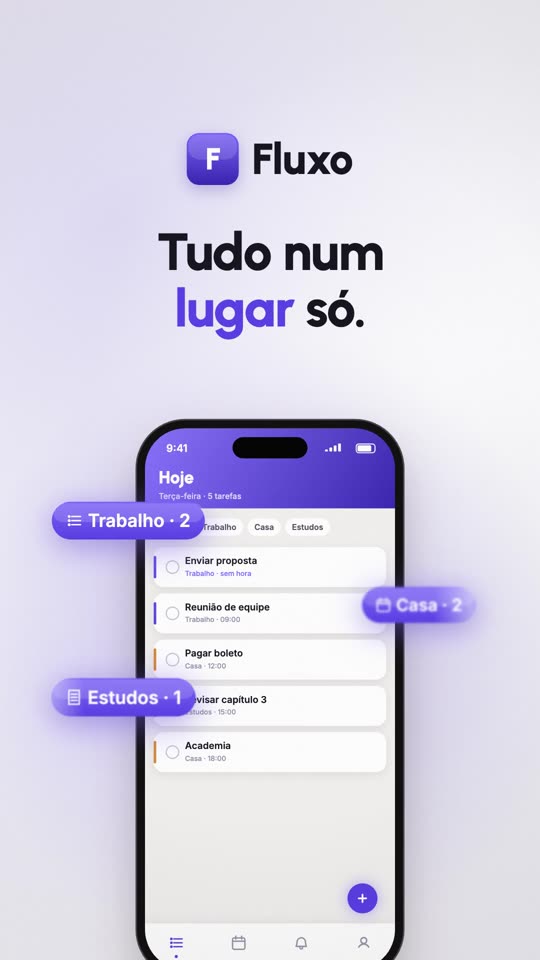 F Fluxo
Tudo num
lugar só.
9:41
Hoje
Terça-feira · 5 tarefas
Trabalho · 2
Trabalho Casa Estudos
Enviar proposta
Trabalho · sem hora
Reunião de equipe
Trabalho · 09:00
Casa · 2
Pagar boleto
Casa · 12:00
Estudos · 1
capítulo 3
15:00
Academia
Casa · 18:00